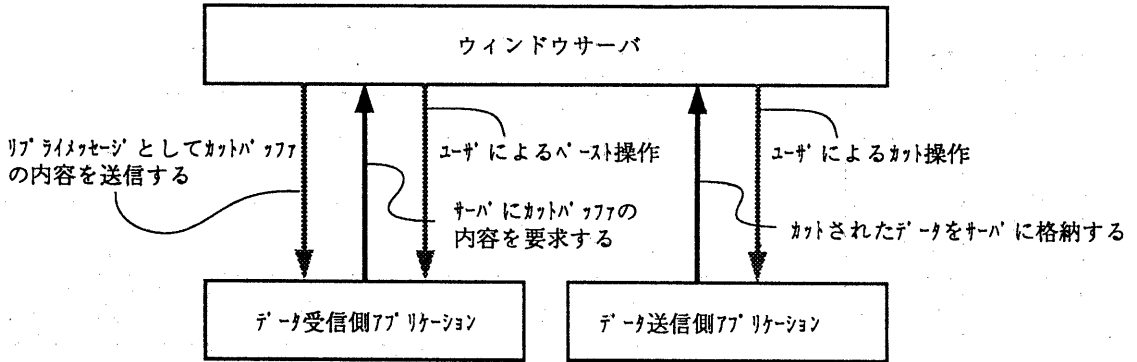 ウィンドウサーバ
ﾘﾌﾟﾗｲﾒｯｾｰｼﾞとしてｶｯﾄﾊﾞｯﾌｧ
の内容を送信する
ﾕｰｻﾞによるﾍﾟｰｽﾄ操作
ｻｰﾊﾞにｶｯﾄﾊﾞｯﾌｧの
内容を要求する
ﾕｰｻﾞによるｶｯﾄ操作
ｶｯﾄされたﾃﾞｰﾀをｻｰﾊﾞに格納する
ﾃﾞｰﾀ受信側ｱﾌﾟﾘｹｰｼｮﾝ
ﾃﾞｰﾀ送信側ｱﾌﾟﾘｹｰｼｮﾝ